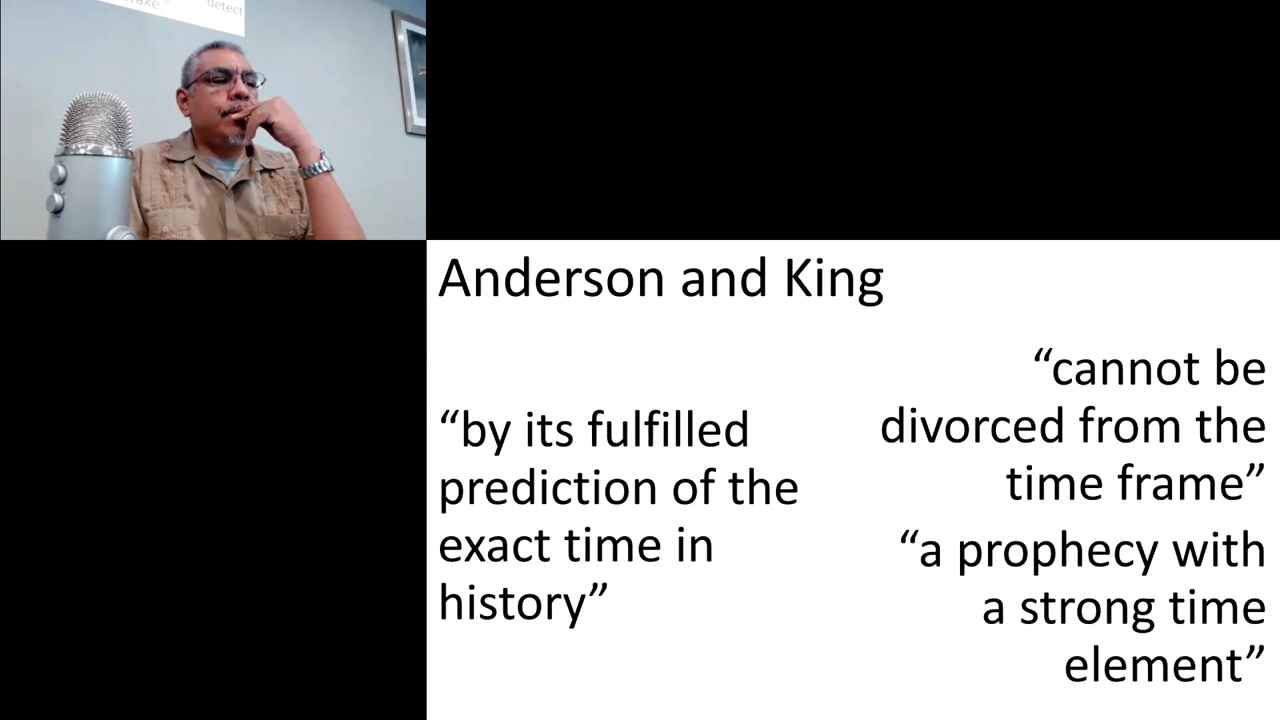 detect
Anderson and King
“by its fulfilled
prediction of the
exact time in
history”
“cannot be
divorced from the
time frame”
“a prophecy with
a strong time
element”